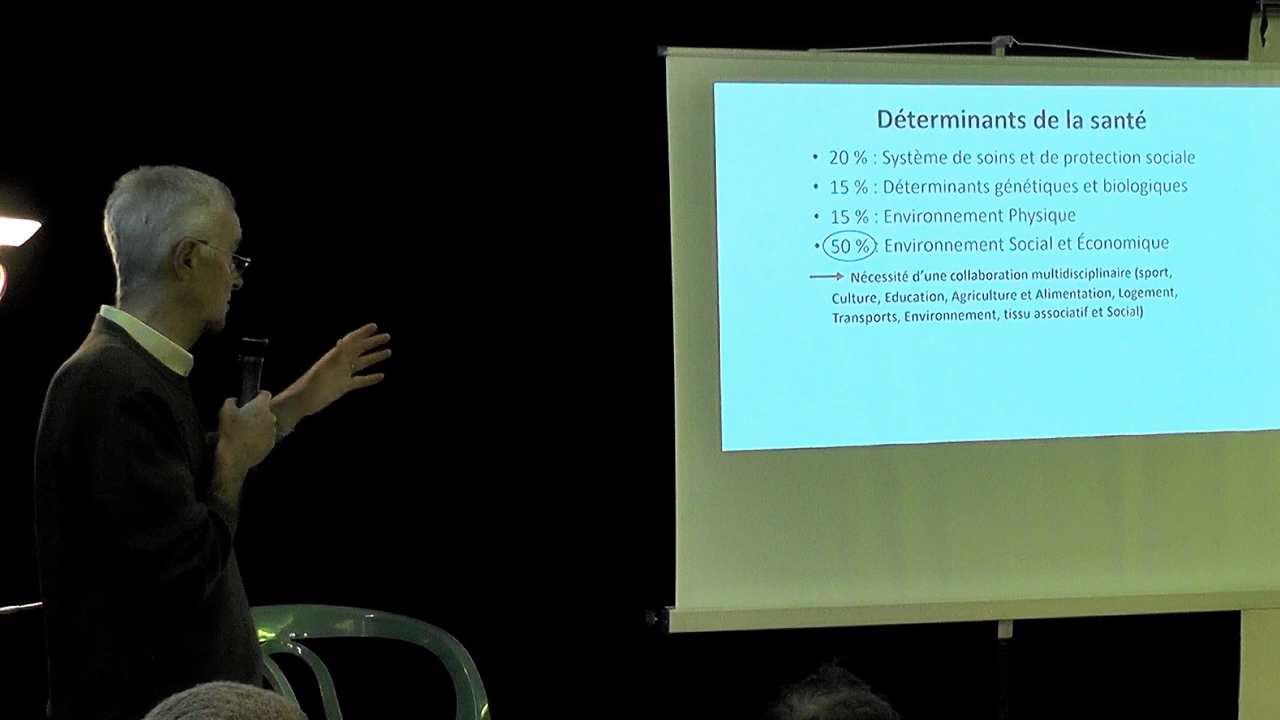 Déterminants de la santé
• 20 % : Système de soins et de protection sociale
• 15 % : Déterminants génétiques et biologiques
• 15 % : Environnement Physique
• 50 % : Environnement Social et Économique
Nécessité d'une collaboration multidisciplinaire (sport,
Culture, Education, Agriculture et Alimentation, Logement,
Transports, Environnement, tissu associatif et Social)